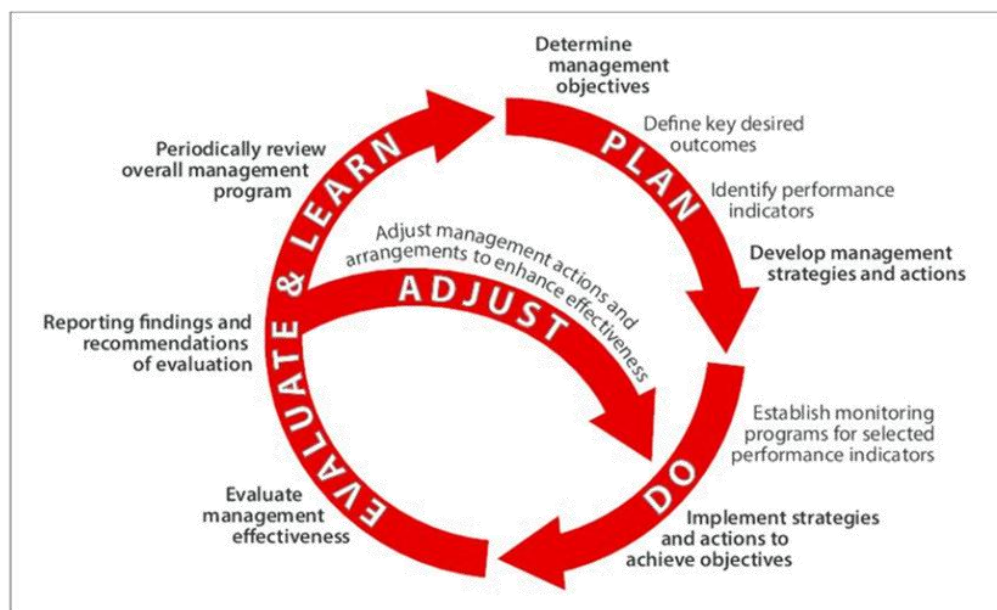 Determine
management
objectives
Define key desired
outcomes
Identify performance
indicators
Develop management
strategies and actions
PLAN
Establish monitoring
programs for selected
performance indicators
Implement strategies
and actions to
achieve objectives
DO
Evaluate
management
effectiveness
Reporting findings and
recommendations
of evaluation
Periodically review
overall management
program
EVALUATE & LEARN
Adjust management actions and
arrangements to enhance effectiveness
ADJUST